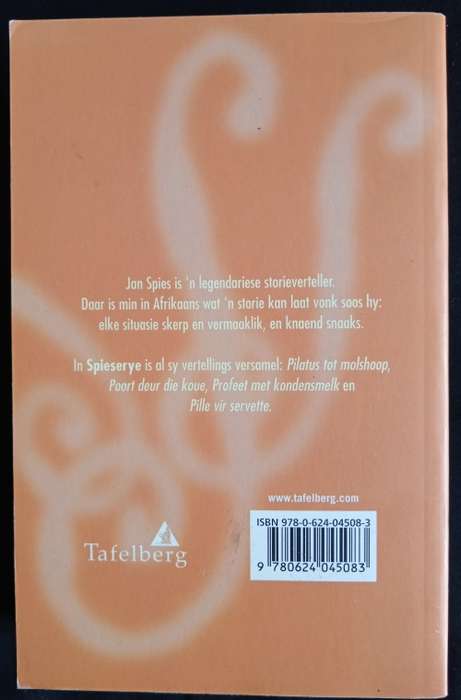 Jan Spies is 'n legendariese storieverteller.
Daar is min in Afrikaans wat 'n storie kan laat vonk soos hy:
elke situasie skerp en vermaaklik, en knaend snaaks.
In Spieserye is al sy vertellings versamel: Pilatus tot molshoop,
Poort deur die koue, Profeet met kondensmelk en
Pille vir servette.
www.tafelberg.com
ISBN 978-0-624-04508-3
9 780624 045083
Tafelberg